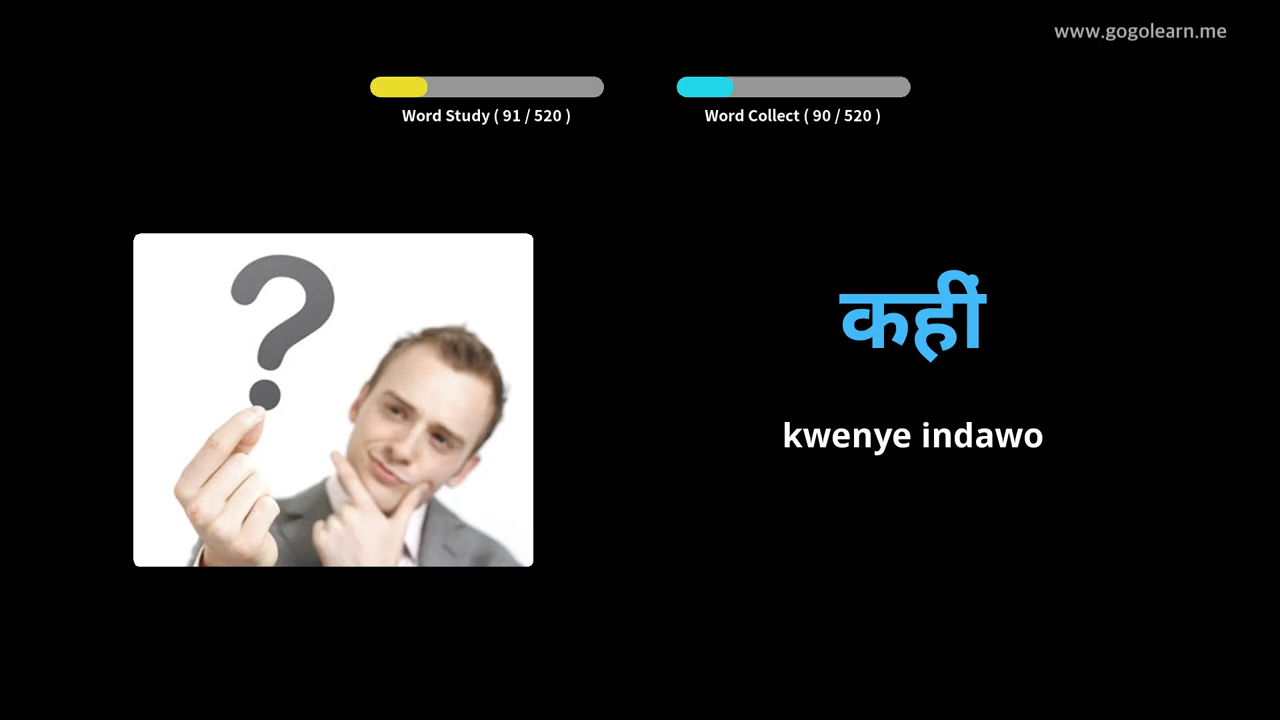 www.gogolearn.me
Word Study ( 91 / 520 )
Word Collect ( 90 / 520 )
कहीं
kwenye indawo